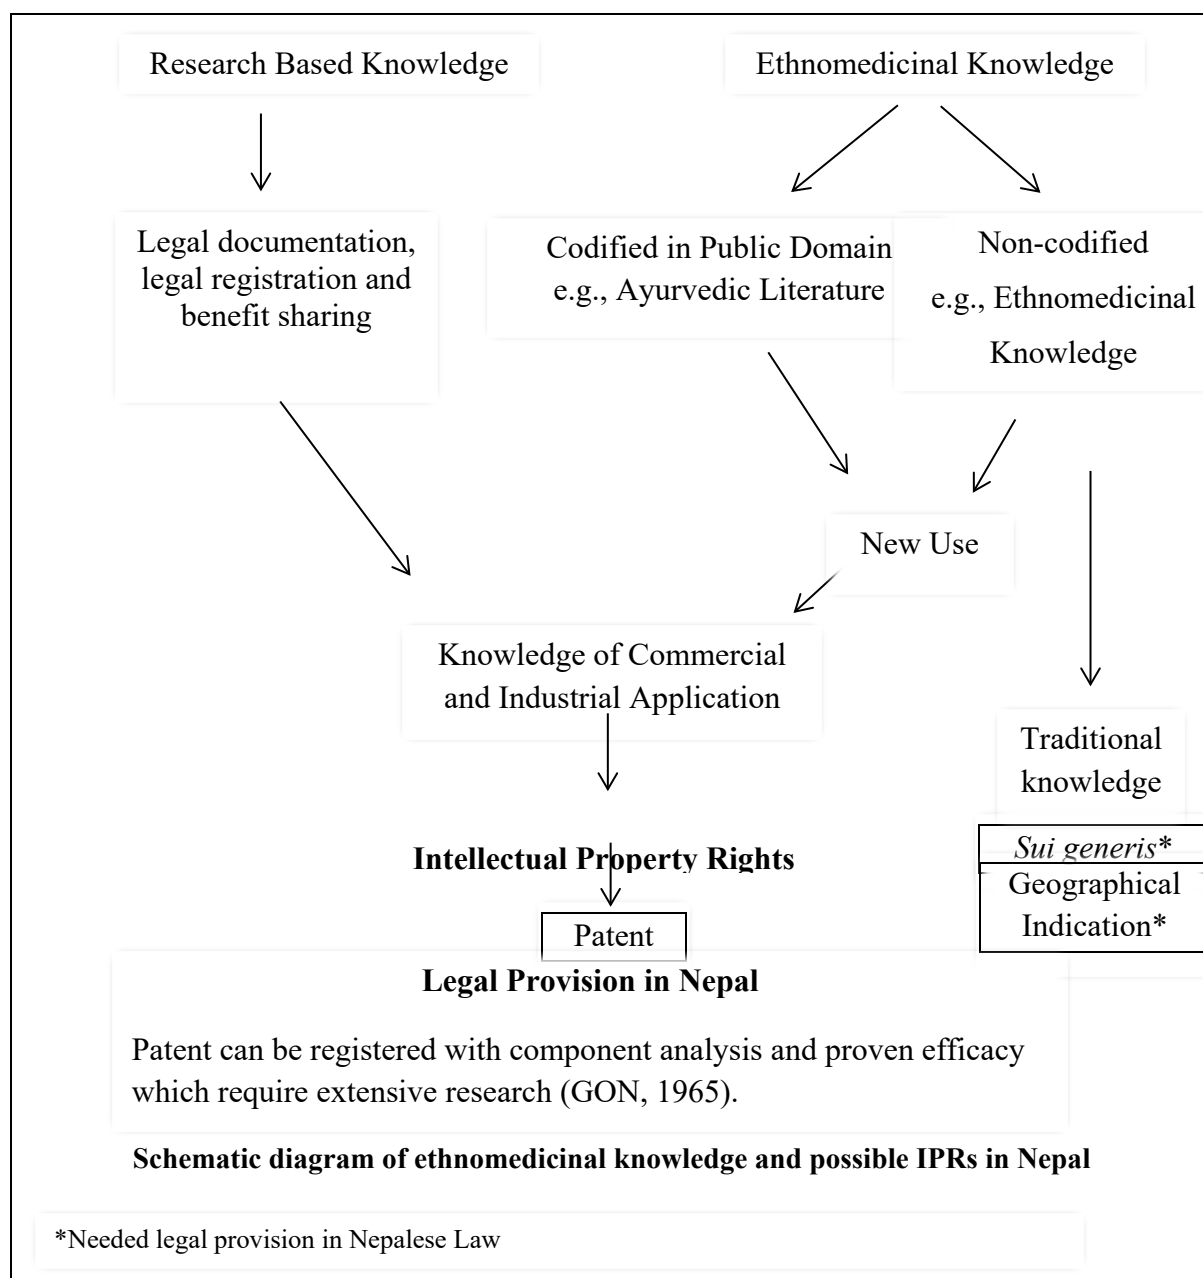 Research Based Knowledge
Ethnomedicinal Knowledge
Legal documentation,
legal registration and
benefit sharing
Codified in Public Domain
e.g., Ayurvedic Literature
Non-codified
e.g., Ethnomedicinal
Knowledge
New Use
Knowledge of Commercial
and Industrial Application
Traditional
knowledge
Intellectual Property Rights
Sui generis*
Geographical
Indication*
Patent
Legal Provision in Nepal
Patent can be registered with component analysis and proven efficacy
which require extensive research (GON, 1965).
Schematic diagram of ethnomedicinal knowledge and possible IPRs in Nepal
*Needed legal provision in Nepalese Law